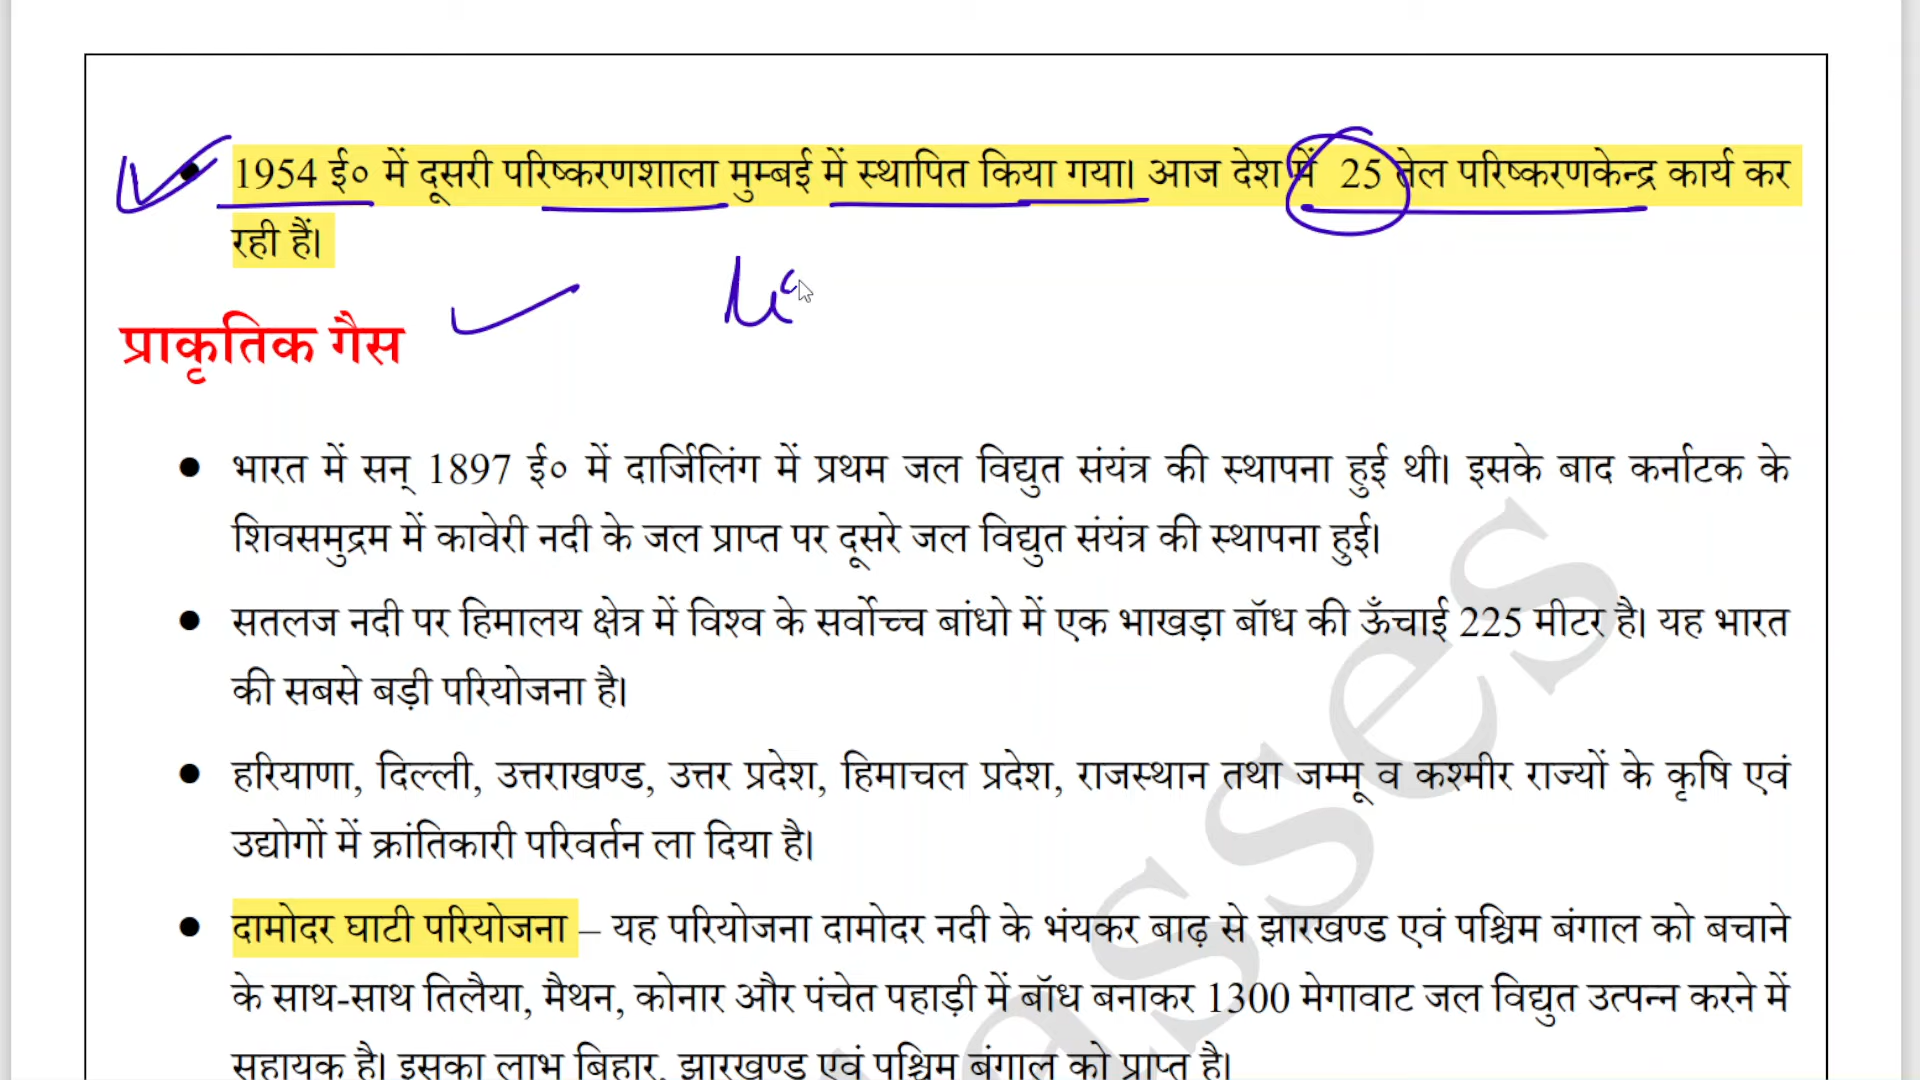 ● 1954 ई० में दूसरी परिष्करणशाला मुम्बई में स्थापित किया गया। आज देश में 25 तेल परिष्करणकेन्द्र कार्य कर
रही हैं।
प्राकृतिक गैस
● भारत में सन् 1897 ई० में दार्जिलिंग में प्रथम जल विद्युत संयंत्र की स्थापना हुई थी। इसके बाद कर्नाटक के
शिवसमुद्रम में कावेरी नदी के जल प्राप्त पर दूसरे जल विद्युत संयंत्र की स्थापना हुई।
● सतलज नदी पर हिमालय क्षेत्र में विश्व के सर्वोच्च बांधो में एक भाखड़ा बॉध की ऊँचाई 225 मीटर है। यह भारत
की सबसे बड़ी परियोजना है।
● हरियाणा, दिल्ली, उत्तराखण्ड, उत्तर प्रदेश, हिमाचल प्रदेश, राजस्थान तथा जम्मू व कश्मीर राज्यों के कृषि एवं
उद्योगों में क्रांतिकारी परिवर्तन ला दिया है।
● दामोदर घाटी परियोजना – यह परियोजना दामोदर नदी के भंयकर बाढ़ से झारखण्ड एवं पश्चिम बंगाल को बचाने
के साथ-साथ तिलैया, मैथन, कोनार और पंचेत पहाड़ी में बॉध बनाकर 1300 मेगावाट जल विद्युत उत्पन्न करने में
सहायक है। इसका लाभ बिहार, झारखण्ड एवं पश्चिम बंगाल को प्राप्त है।